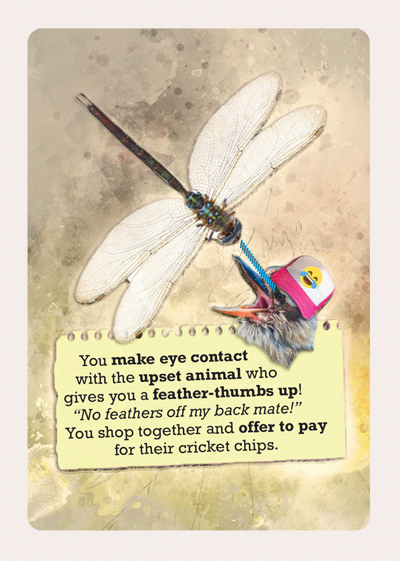 You make eye contact
with the upset animal who
gives you a feather-thumbs up!
“No feathers off my back mate!”
You shop together and offer to pay
for their cricket chips.